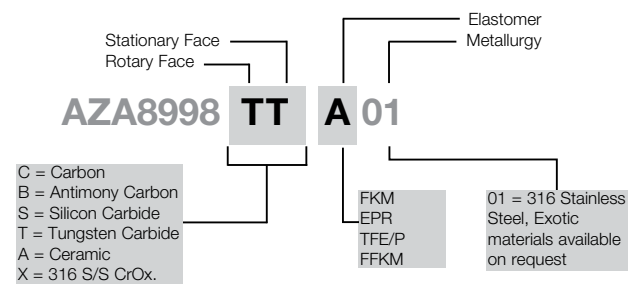 Elastomer
Stationary Face
Metallurgy
Rotary Face
AZA8998 TT A 01
C = Carbon
B = Antimony Carbon
S = Silicon Carbide
T = Tungsten Carbide
A = Ceramic
X = 316 S/S CrOx.
FKM
EPR
TFE/P
FFKM
01 = 316 Stainless
Steel, Exotic
materials available
on request